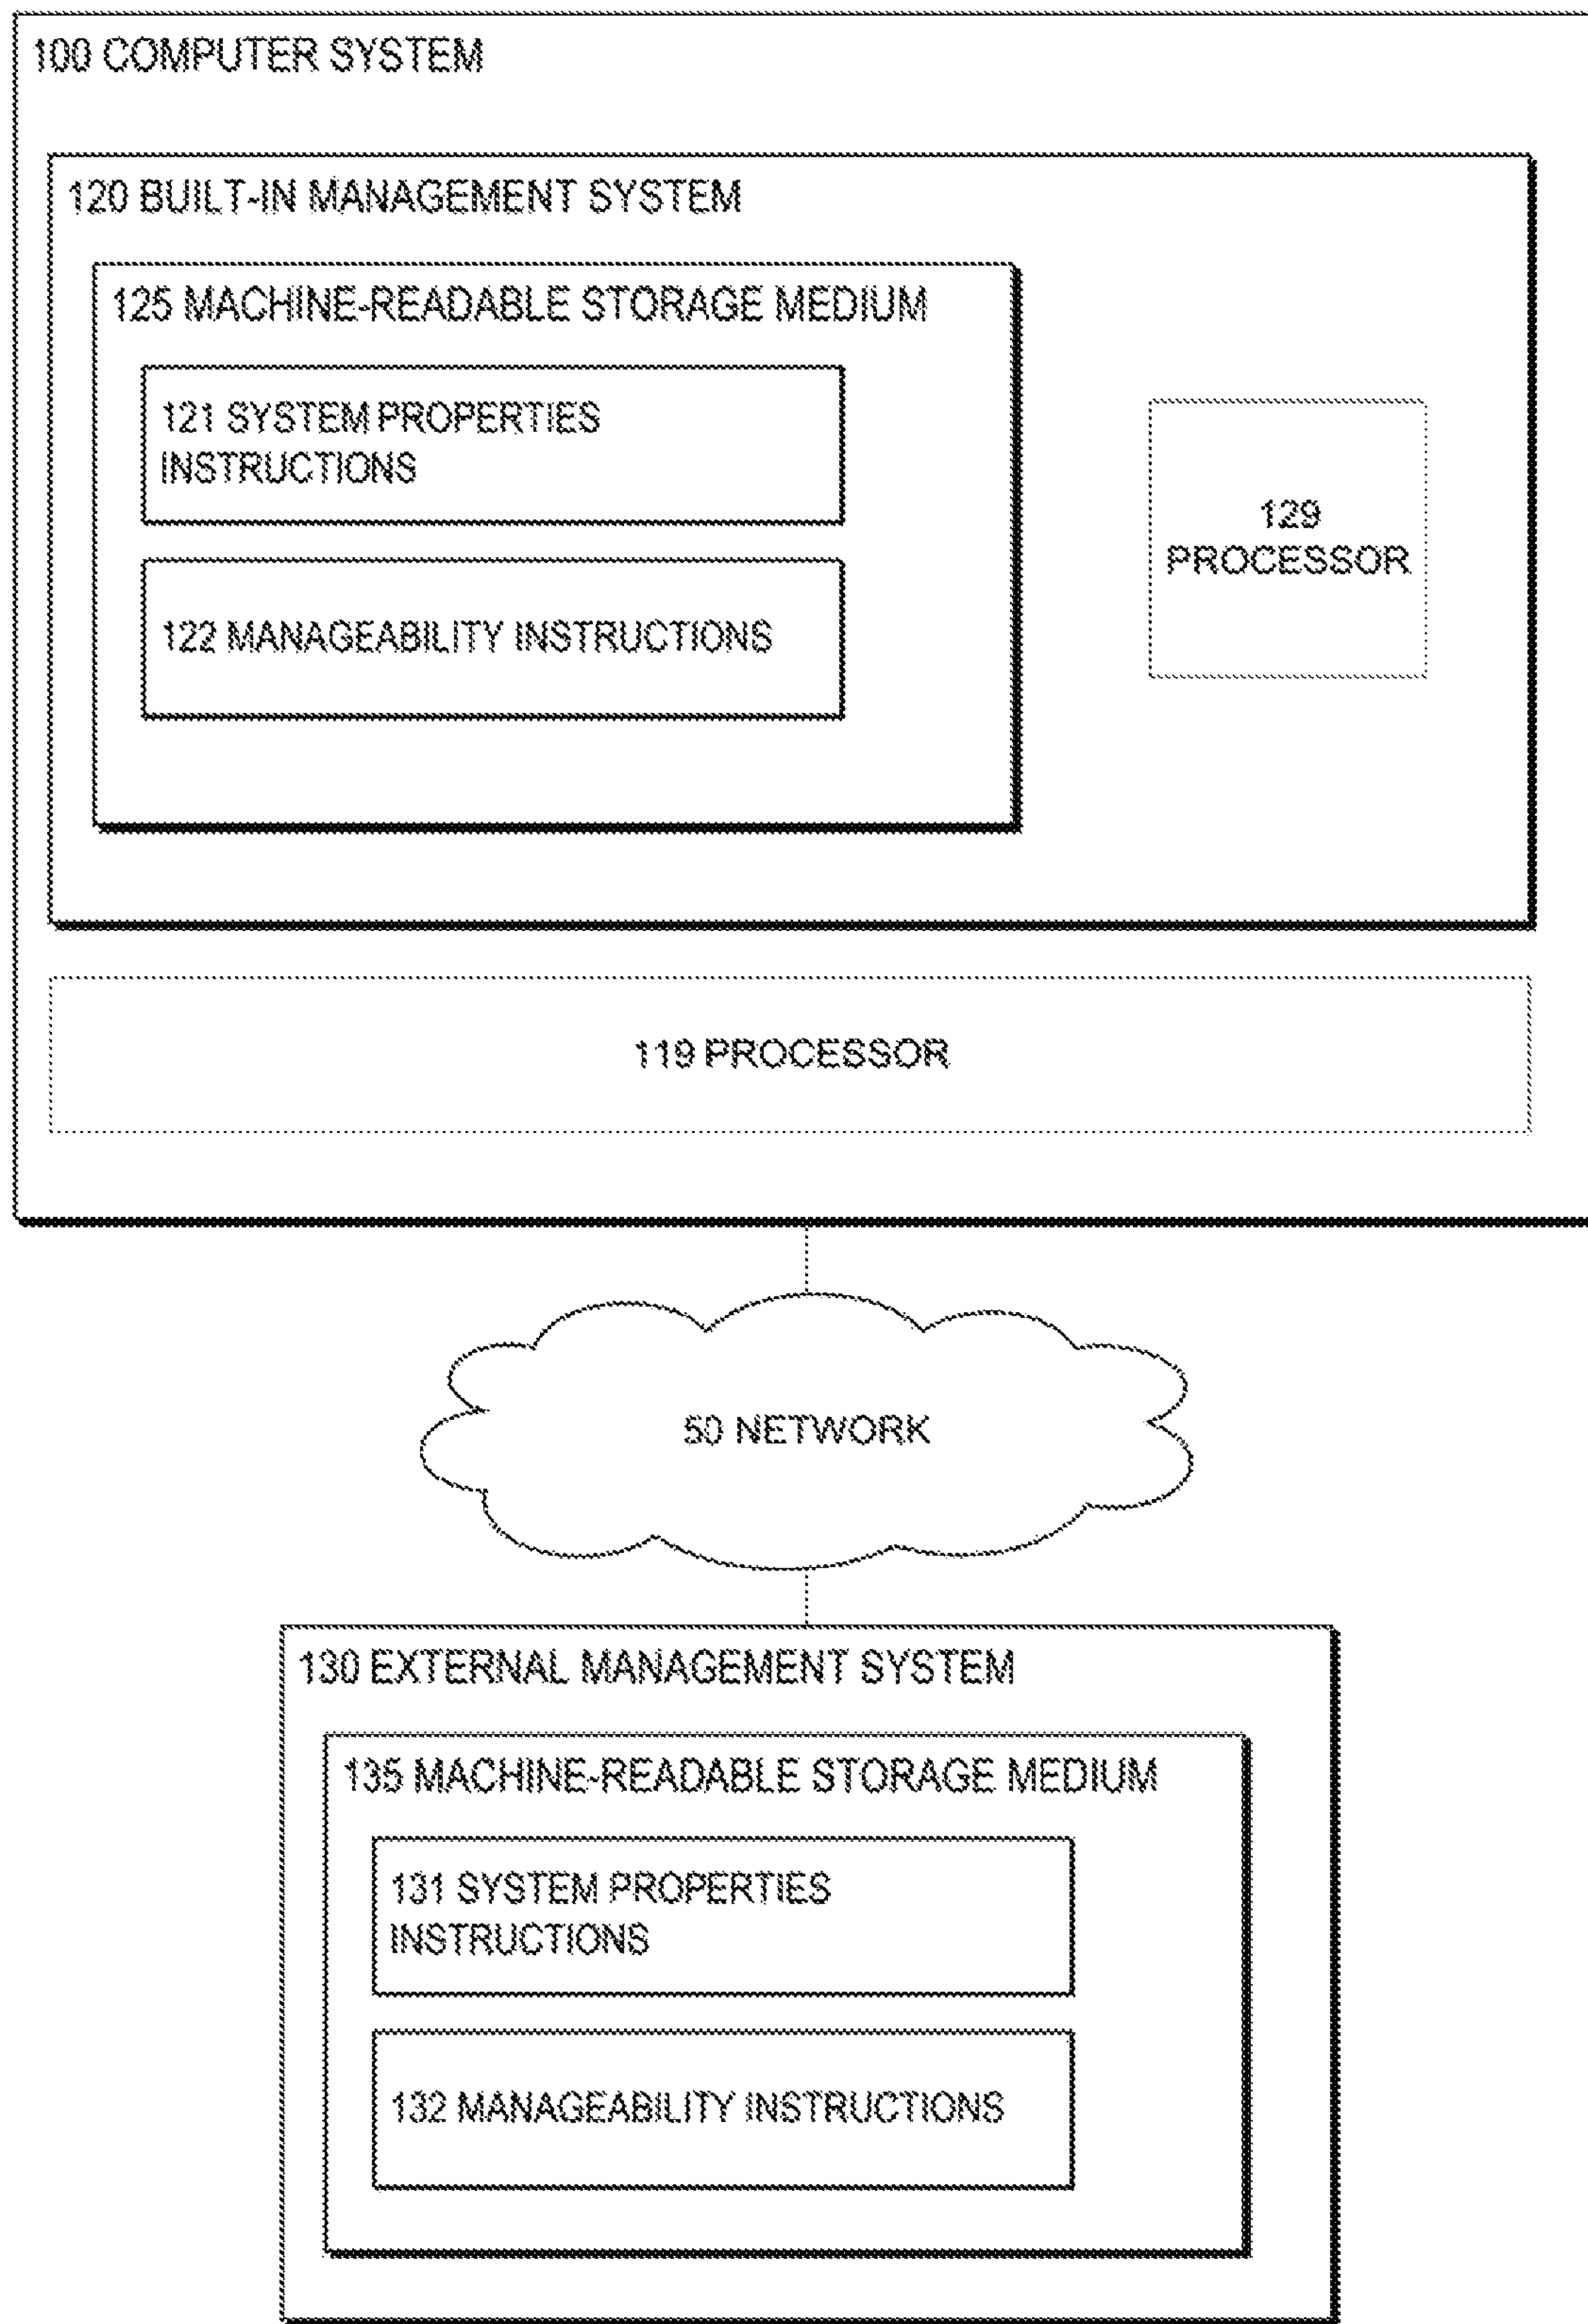 100 COMPUTER SYSTEM
120 BUILT-IN MANAGEMENT SYSTEM
125 MACHINE-READABLE STORAGE MEDIUM
121 SYSTEM PROPERTIES
INSTRUCTIONS
129
PROCESSOR
122 MANAGEABILITY INSTRUCTIONS
119 PROCESSOR
50 NETWORK
130 EXTERNAL MANAGEMENT SYSTEM
135 MACHINE-READABLE STORAGE MEDIUM
131 SYSTEM PROPERTIES
INSTRUCTIONS
132 MANAGEABILITY INSTRUCTIONS